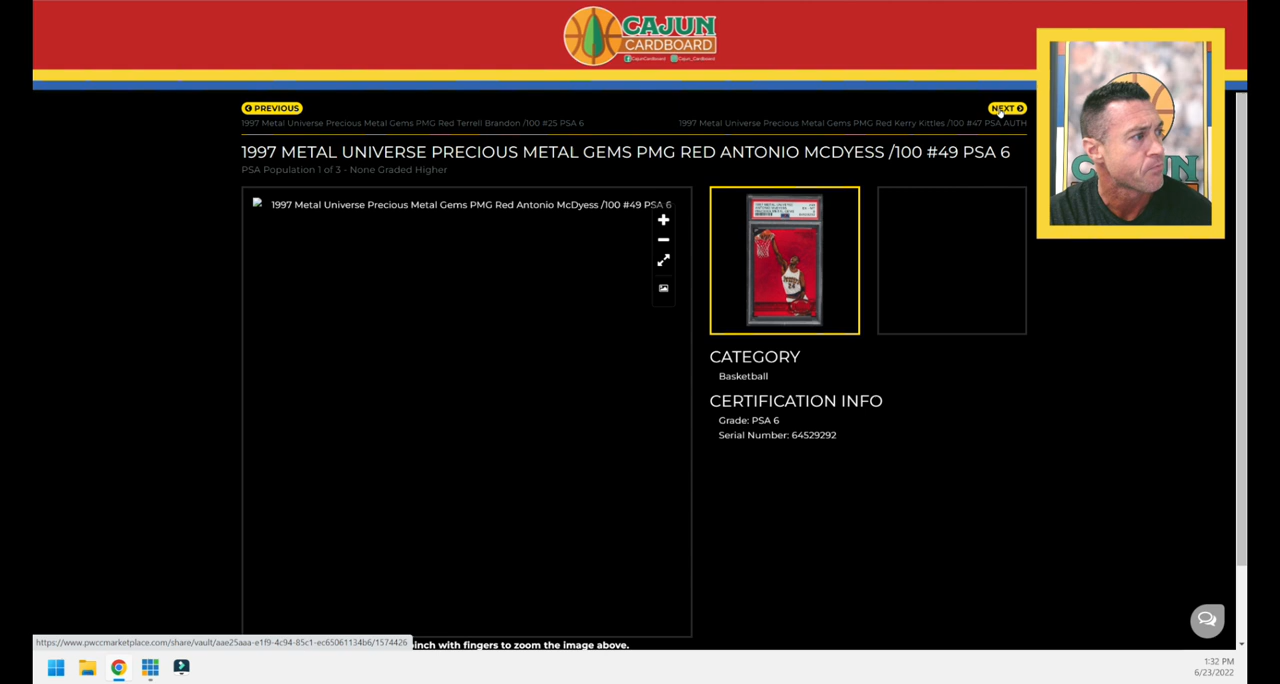 CAJUN
CARDBOARD
CajunCardboard Cajun_Cardboard
PREVIOUS
NEXT
1997 Metal Universe Precious Metal Gems PMG Red Terrell Brandon /100 #25 PSA 6
1997 Metal Universe Precious Metal Gems PMG Red Kerry Kittles /100 #47 PSA AUTH
1997 METAL UNIVERSE PRECIOUS METAL GEMS PMG RED ANTONIO MCDYESS /100 #49 PSA 6
PSA Population 1 of 3 - None Graded Higher
1997 Metal Universe Precious Metal Gems PMG Red Antonio McDyess /100 #49 PSA 6
24
CATEGORY
Basketball
CERTIFICATION INFO
Grade: PSA 6
Serial Number: 64529292
https://www.pwccmarketplace.com/share/vault/aae25aaa-e1f9-4c94-85c1-ec65061134b6/1574426
inch with fingers to zoom the image above.
1:32 PM
6/23/2022